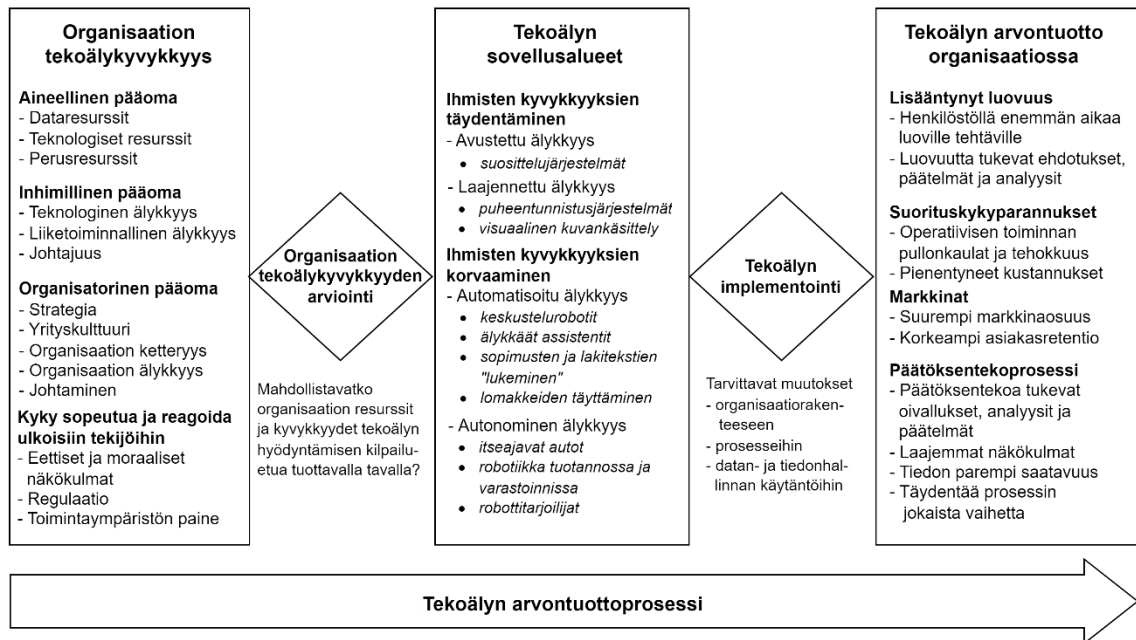 Organisaation
tekoälykyvykkyys
Aineellinen pääoma
- Dataresurssit
- Teknologiset resurssit
- Perusresurssit
Inhimillinen pääoma
- Teknologinen älykkyys
- Liiketoiminnallinen älykkyys
- Johtajuus
Organisatorinen pääoma
- Strategia
- Yrityskulttuuri
- Organisaation ketteryys
- Organisaation älykkyys
- Johtaminen
Kyky sopeutua ja reagoida
ulkoisiin tekijöihin
- Eettiset ja moraaliset
näkökulmat
- Regulaatio
- Toimintaympäristön paine
Organisaation
tekoälykyvykkyyden
arviointi
Mahdollistavatko
organisaation resurssit
ja kyvykkyydet tekoälyn
hyödyntämisen kilpailu-
etua tuottavalla tavalla?
Tekoälyn
sovellusalueet
Ihmisten kyvykkyyksien
täydentäminen
- Avustettu älykkyys
• suosittelujärjestelmät
- Laajennettu älykkyys
• puheentunnistusjärjestelmät
• visuaalinen kuvankäsittely
Ihmisten kyvykkyyksien
korvaaminen
- Automatisoitu älykkyys
• keskustelurobotit
• älykkäät assistentit
• sopimusten ja lakitekstien
"lukeminen"
• lomakkeiden täyttäminen
- Autonominen älykkyys
• itseajavat autot
• robotiikka tuotannossa ja
varastoinnissa
• robottitarjoilijat
Tekoälyn
implementointi
Tarvittavat muutokset
- organisaatioraken-
teeseen
- prosesseihin
- datan- ja tiedonhal-
linnan käytäntöihin
Tekoälyn arvontuotto
organisaatiossa
Lisääntynyt luovuus
- Henkilöstöllä enemmän aikaa
luoville tehtäville
- Luovuutta tukevat ehdotukset,
päätelmät ja analyysit
Suorituskykyparannukset
- Operatiivisen toiminnan
pullonkaulat ja tehokkuus
- Pienentyneet kustannukset
Markkinat
- Suurempi markkinaosuus
- Korkeampi asiakasretentio
Päätöksentekoprosessi
- Päätöksentekoa tukevat
oivallukset, analyysit ja
päätelmät
- Laajemmat näkökulmat
- Tiedon parempi saatavuus
- Täydentää prosessin
jokaista vaihetta
Tekoälyn arvontuottoprosessi